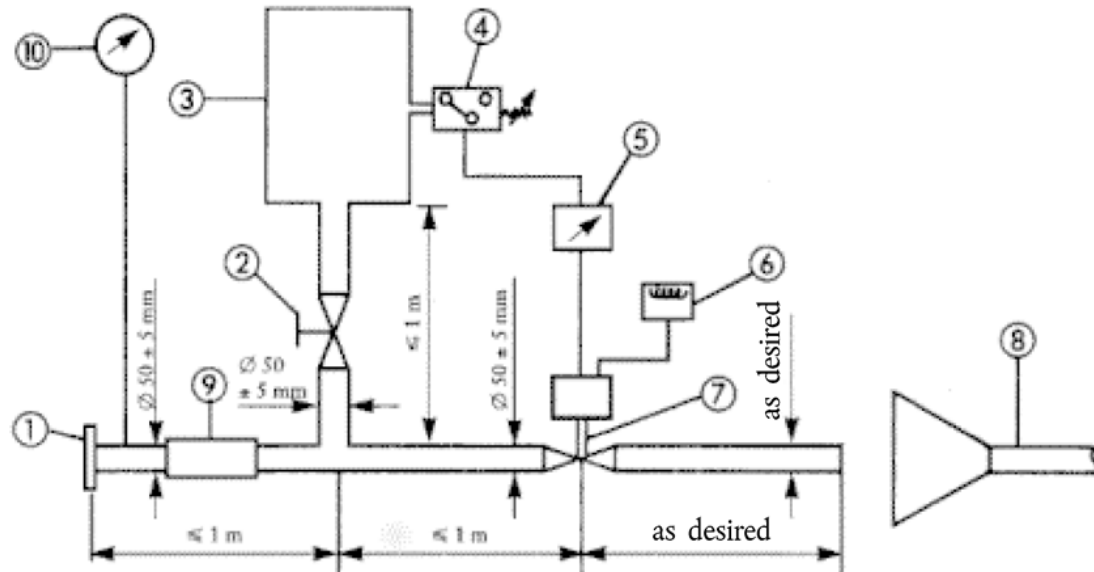 10
4
3
5
2
6
≤ 1 m
Ø 50 ± 5 mm
as desired
8
Ø 50 ± 5 mm
9
Ø 50
± 5 mm
7
1
≤ 1 m
≤ 1 m
as desired